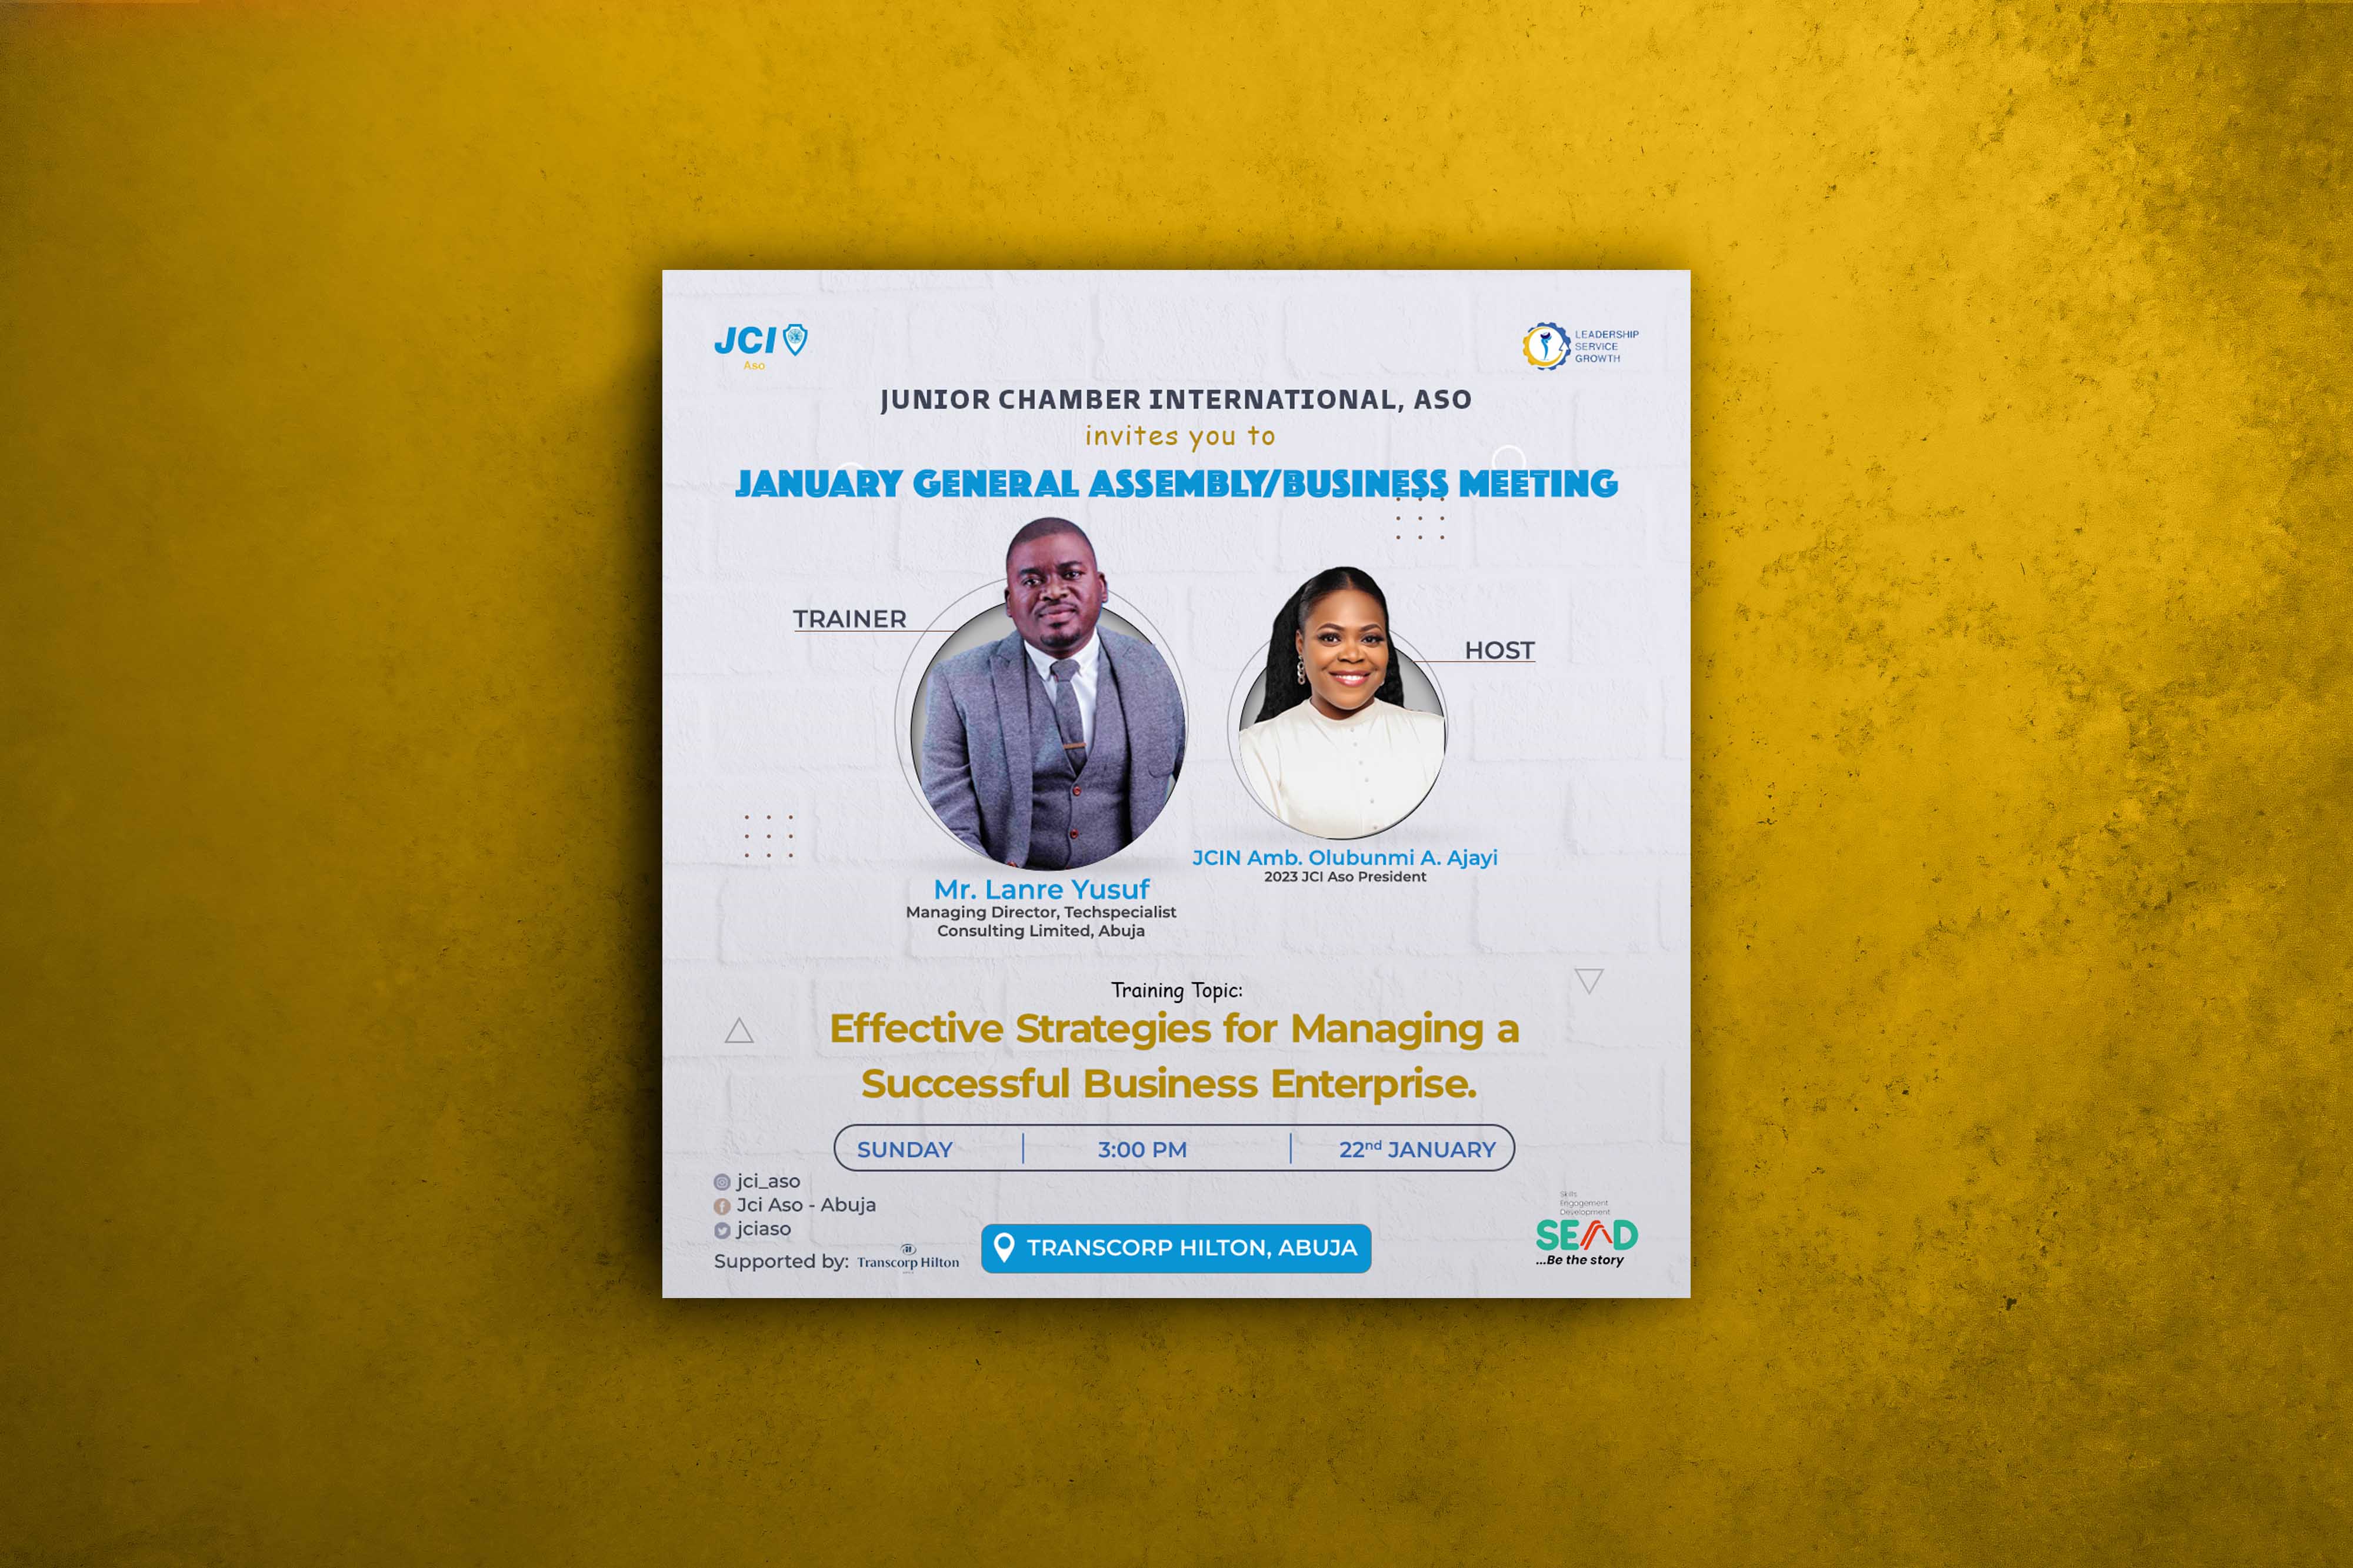 JCI
Aso
LEADERSHIP
SERVICE
GROWTH
JUNIOR CHAMBER INTERNATIONAL, ASO
invites you to
JANUARY GENERAL ASSEMBLY/BUSINESS MEETING
TRAINER
HOST
JCIN Amb. Olubunmi A. Ajayi
2023 JCI Aso President
Mr. Lanre Yusuf
Managing Director, Techspecialist
Consulting Limited, Abuja
Training Topic:
Effective Strategies for Managing a
Successful Business Enterprise.
SUNDAY | 3:00 PM | 22nd JANUARY
jci_aso
Jci Aso - Abuja
jciaso
Supported by: Transcorp Hilton
TRANSCORP HILTON, ABUJA
Skills
Engagement
Development
SEAD
...Be the story